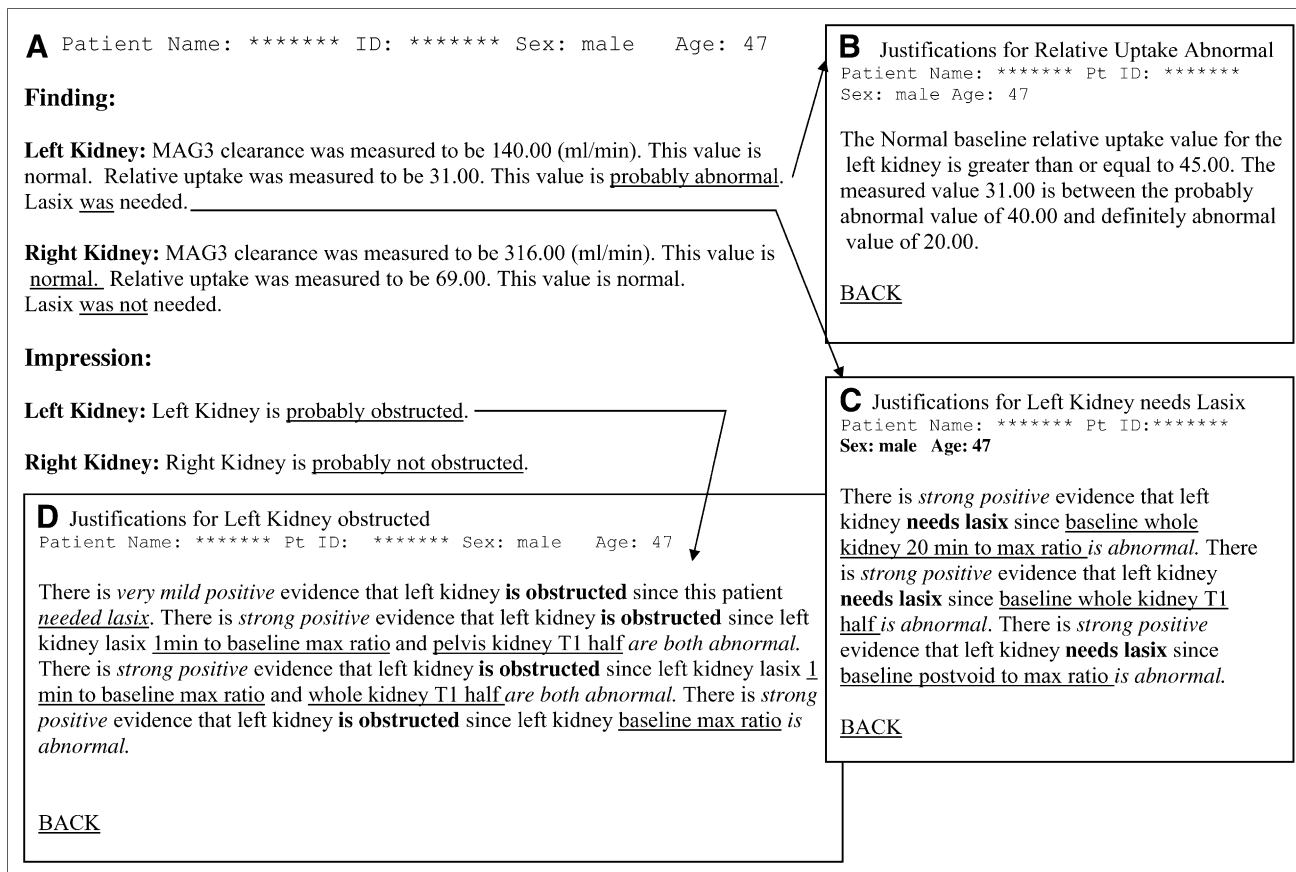 A Patient Name: ******* ID: ******* Sex: male Age: 47
Finding:
Left Kidney: MAG3 clearance was measured to be 140.00 (ml/min). This value is
normal. Relative uptake was measured to be 31.00. This value is probably abnormal.
Lasix was needed.
Right Kidney: MAG3 clearance was measured to be 316.00 (ml/min). This value is
normal. Relative uptake was measured to be 69.00. This value is normal.
Lasix was not needed.
Impression:
Left Kidney: Left Kidney is probably obstructed.
Right Kidney: Right Kidney is probably not obstructed.
B Justifications for Relative Uptake Abnormal
Patient Name: ******* Pt ID: *******
Sex: male Age: 47
The Normal baseline relative uptake value for the
left kidney is greater than or equal to 45.00. The
measured value 31.00 is between the probably
abnormal value of 40.00 and definitely abnormal
value of 20.00.
BACK
C Justifications for Left Kidney needs Lasix
Patient Name: ******* Pt ID:*******
Sex: male Age: 47
There is strong positive evidence that left
kidney needs lasix since baseline whole
kidney 20 min to max ratio is abnormal. There
is strong positive evidence that left kidney
needs lasix since baseline whole kidney T1
half is abnormal. There is strong positive
evidence that left kidney needs lasix since
baseline postvoid to max ratio is abnormal.
BACK
D Justifications for Left Kidney obstructed
Patient Name: ******* Pt ID: ******* Sex: male Age: 47
There is very mild positive evidence that left kidney is obstructed since this patient
needed lasix. There is strong positive evidence that left kidney is obstructed since left
kidney lasix 1min to baseline max ratio and pelvis kidney T1 half are both abnormal.
There is strong positive evidence that left kidney is obstructed since left kidney lasix 1
min to baseline max ratio and whole kidney T1 half are both abnormal. There is strong
positive evidence that left kidney is obstructed since left kidney baseline max ratio is
abnormal.
BACK